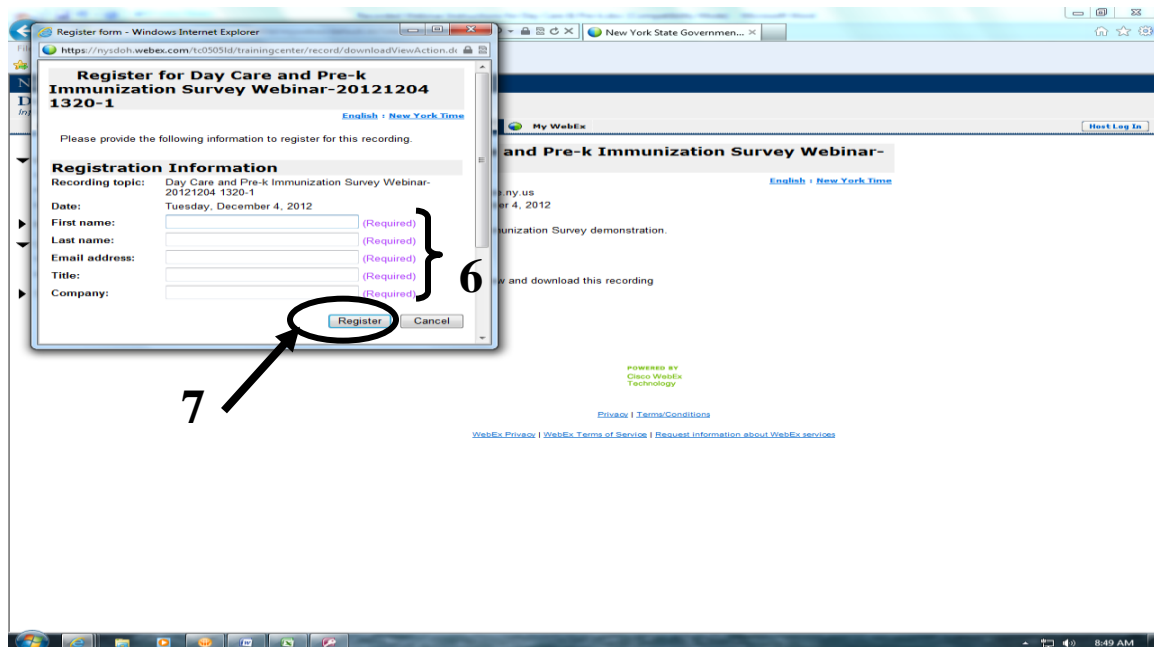 Register form - Windows Internet Explorer
New York State Governmen...
https://nysdoh.webex.com/tc0505ld/trainingcenter/record/downloadViewAction.dc
Register for Day Care and Pre-k
Immunization Survey Webinar-20121204
1320-1
English : New York Time
Please provide the following information to register for this recording.
Registration Information
Recording topic: Day Care and Pre-k Immunization Survey Webinar-
20121204 1320-1
Date: Tuesday, December 4, 2012
First name: (Required)
Last name: (Required)
Email address: (Required)
Title: (Required)
Company: (Required)
6
Register Cancel
7
My WebEx
Host Log In
and Pre-k Immunization Survey Webinar-
English : New York Time
.ny.us
er 4, 2012
unization Survey demonstration.
w and download this recording
POWERED BY
Cisco WebEx
Technology
Privacy | Terms/Conditions
WebEx Privacy | WebEx Terms of Service | Request information about WebEx services
8:49 AM